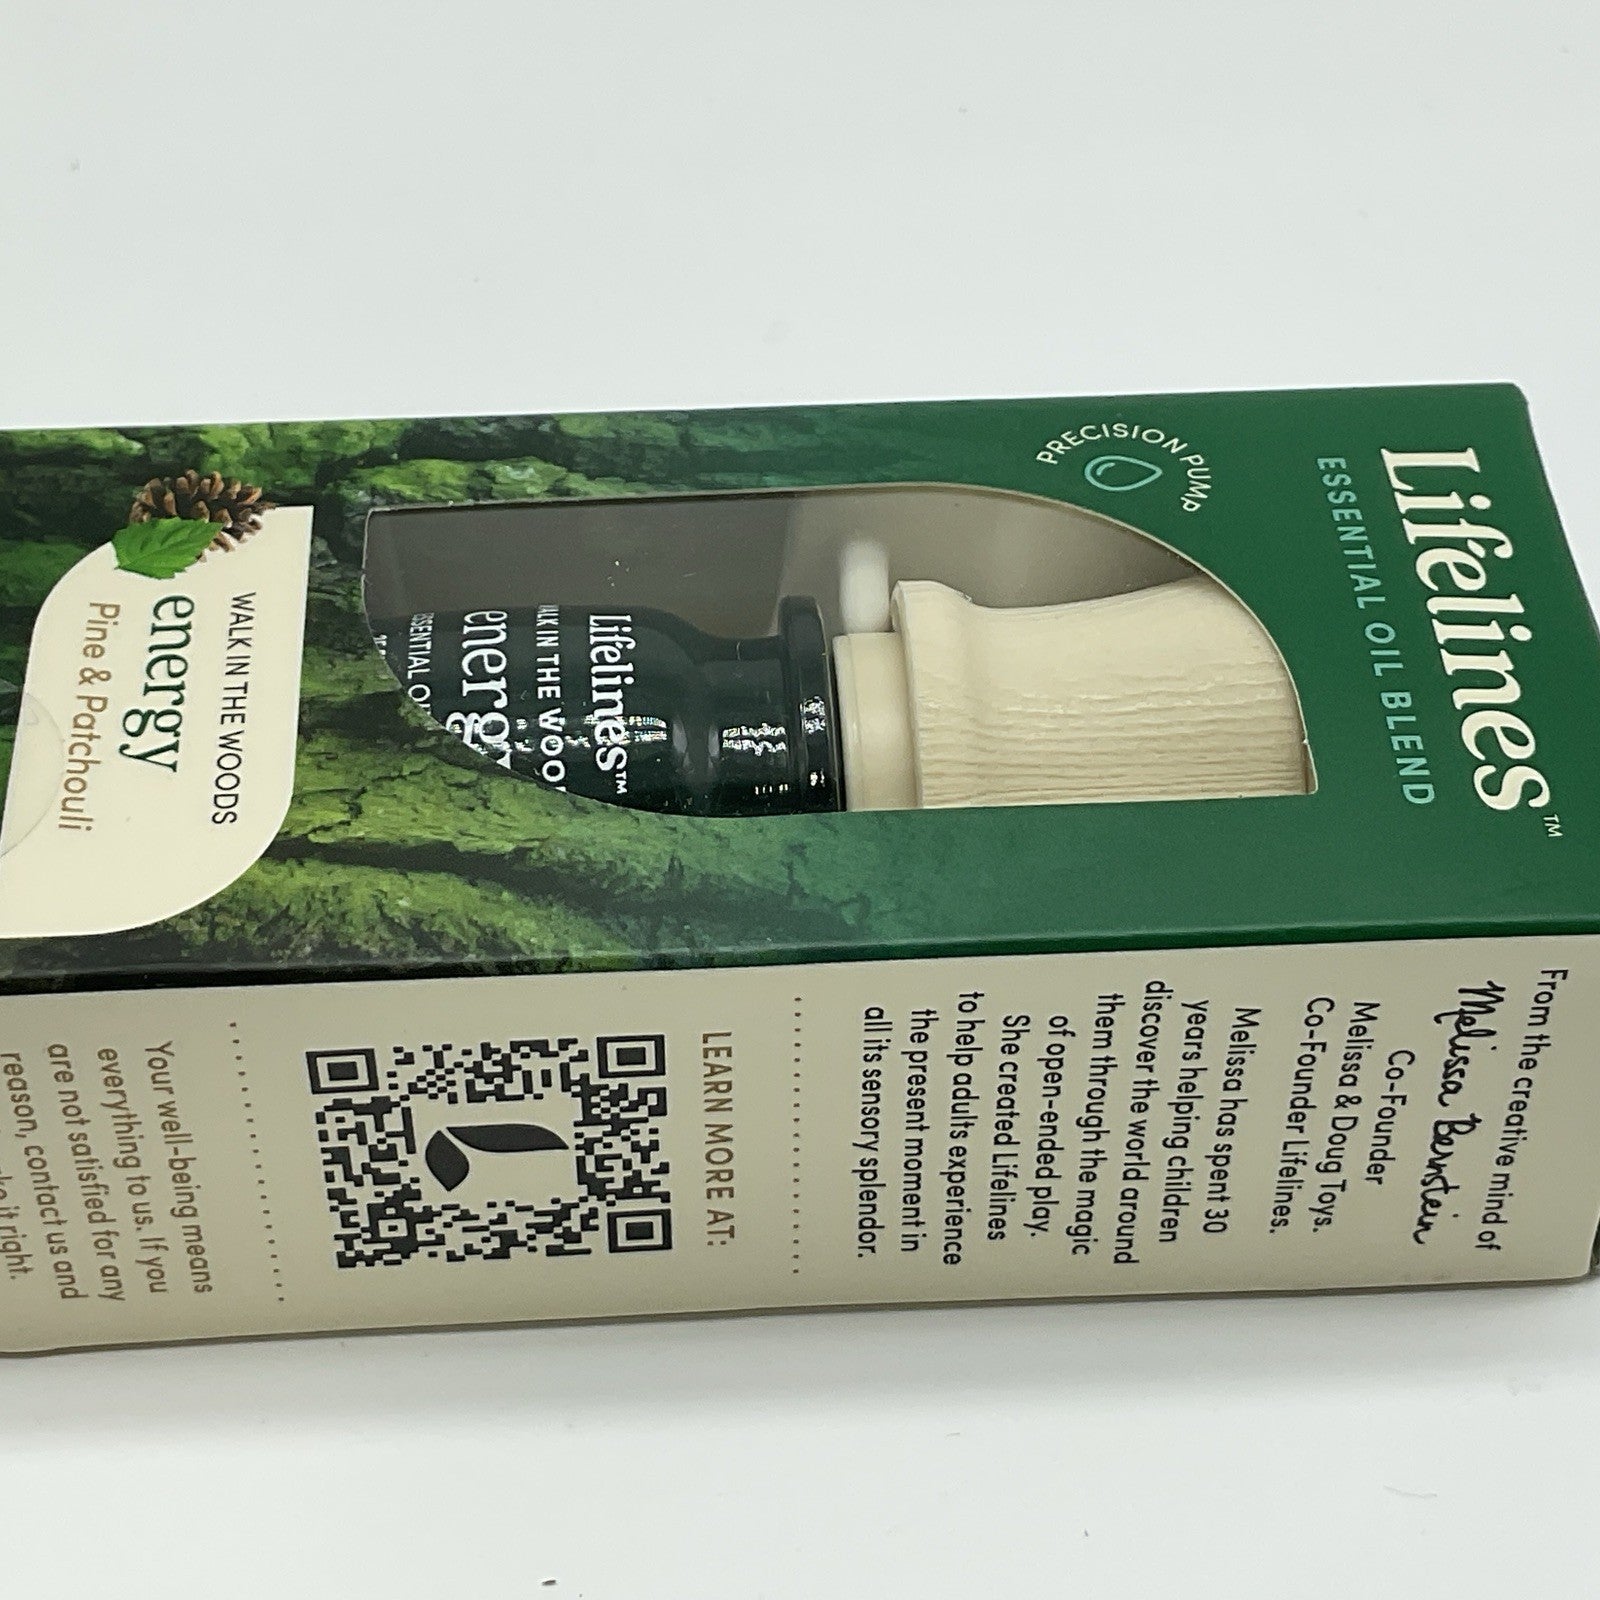 Lifelines™
ESSENTIAL OIL BLEND
PRECISION PUMP
Lifelines™
WALK IN THE
energy
ESSENTIAL
WALK IN THE WOODS
energy
Pine & Patchouli
From the creative mind of
Melissa Bernstein
Co-Founder
Melissa & Doug Toys.
Co-Founder Lifelines.
Melissa has spent 30
years helping children
discover the world around
them through the magic
of open-ended play.
She created Lifelines
to help adults experience
the present moment in
all its sensory splendor.
LEARN MORE AT:
Your well-being means
everything to us. If you
are not satisfied for any
reason, contact us and
it right.